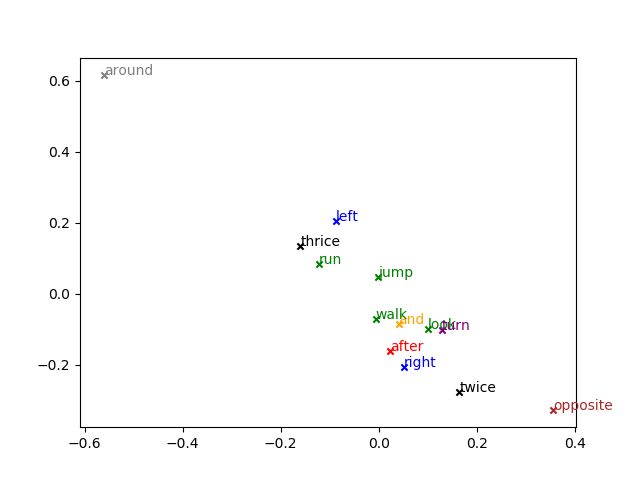 around
0.6
0.4
left
0.2
thrice
run
jump
0.0
walk
and
look
turn
after
−0.2
right
twice
opposite
−0.6
−0.4
−0.2
0.0
0.2
0.4